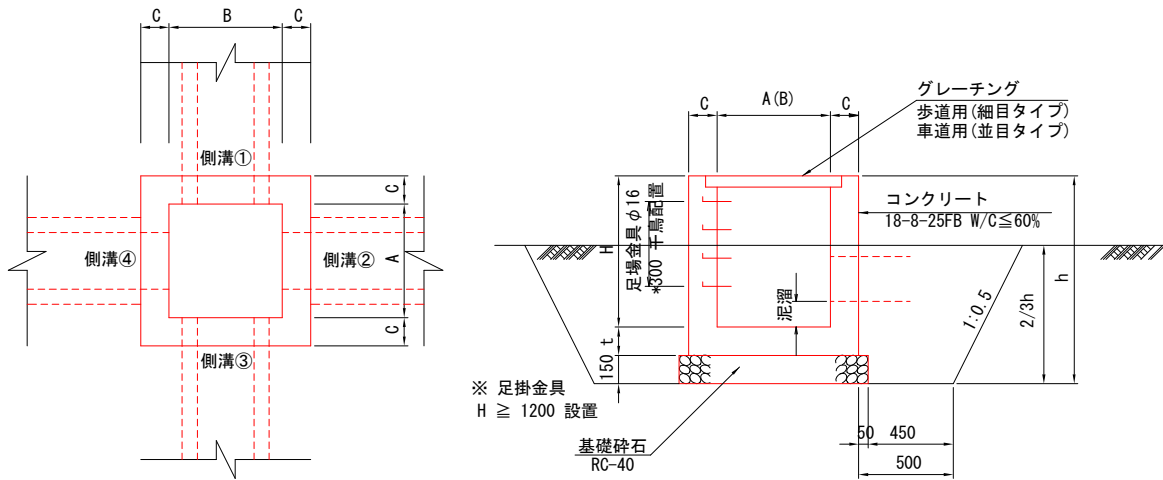 C
B
C
側溝①
C
側溝④
側溝②
A
C
側溝③
C
A(B)
C
グレーチング
歩道用(細目タイプ)
車道用(並目タイプ)
H
足場金具φ16
*300 千鳥配置
コンクリート
18-8-25FB W/C≦60%
泥溜
1:0.5
2/3h
h
t
150
※ 足掛金具
H ≧ 1200 設置
基礎砕石
RC-40
50
450
500